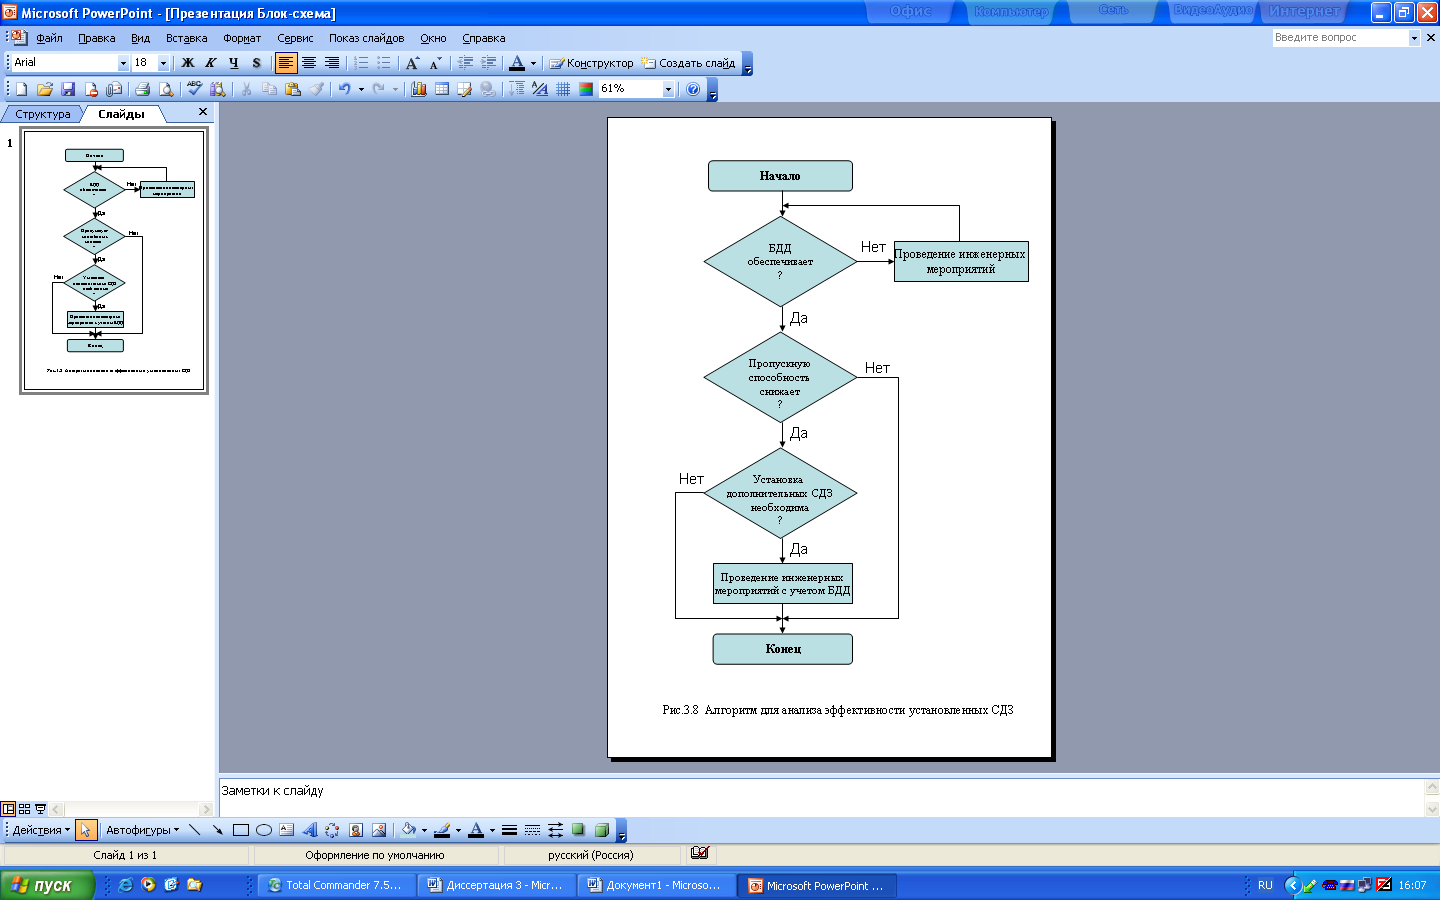 Microsoft PowerPoint - [Презентация Блок-схема]
Офис Компьютер Сеть ВидеоАудио Интернет
Файл Правка Вид Вставка Формат Сервис Показ слайдов Окно Справка
Введите вопрос
Arial 18 Ж К Ч S Конструктор Создать слайд
61%
Структура Слайды
1
Начало
БДД
обеспечивает
?
Нет
Проведение инженерных
мероприятий
Да
Пропускную
способность
снижает
?
Нет
Да
Нет
Установка
дополнительных СДЗ
необходима
?
Да
Проведение инженерных
мероприятий с учетом БДД
Конец
Рис.3.8 Алгоритм для анализа эффективности установленных СДЗ
Заметки к слайду
Действия Автофигуры
Слайд 1 из 1 Оформление по умолчанию русский (Россия)
пуск Total Commander 7.5... Диссертация 3 - Micr... Документ1 - Microso... Microsoft PowerPoint ... RU 16:07